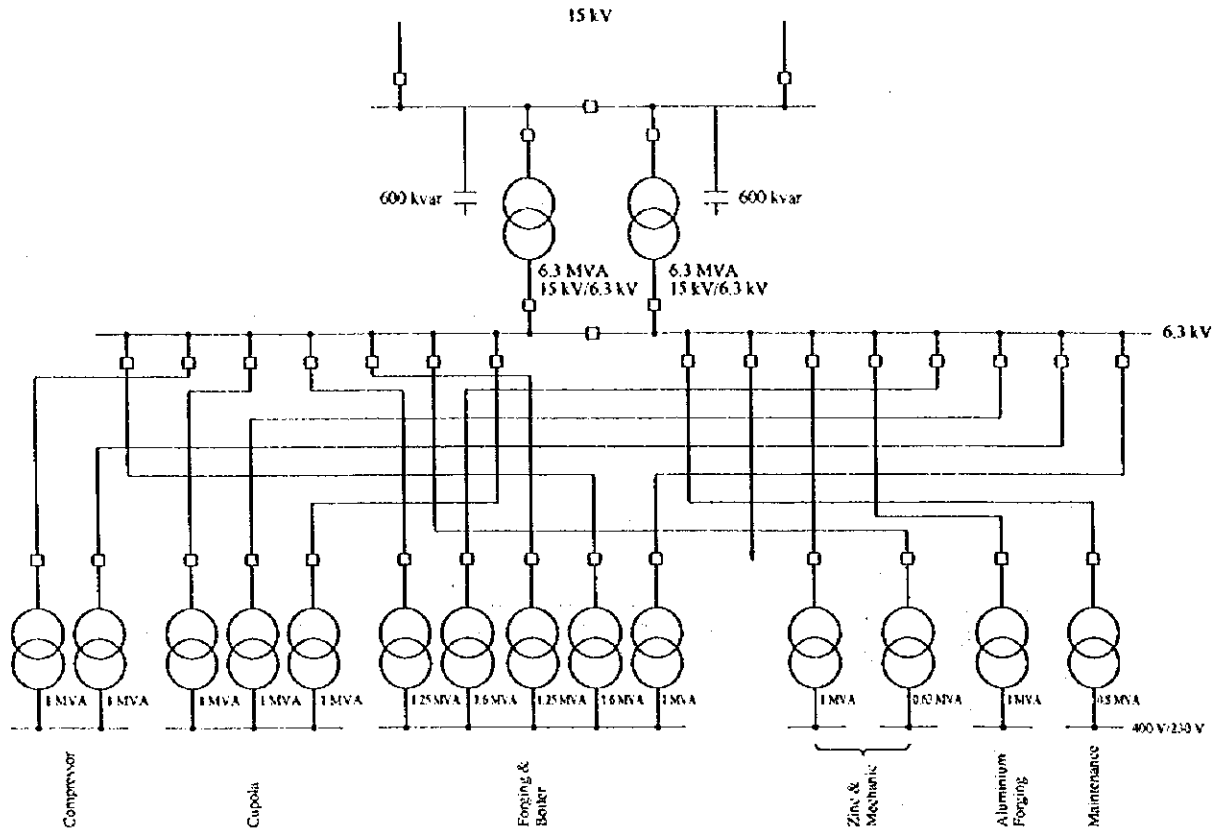 15 kV
600 kvar
600 kvar
6.3 MVA
15 kV/6.3 kV
6.3 MVA
15 kV/6.3 kV
6.3 kV
1 MVA
1 MVA
1 MVA
1 MVA
1 MVA
1.25 MVA
1.6 MVA
1.25 MVA
1.6 MVA
1 MVA
0.63 MVA
1 MVA
400 V/230 V
Compressor
Cupola
Forging &
Boiler
Zinc &
Mechanic
Aluminium
Forging
Maintenance